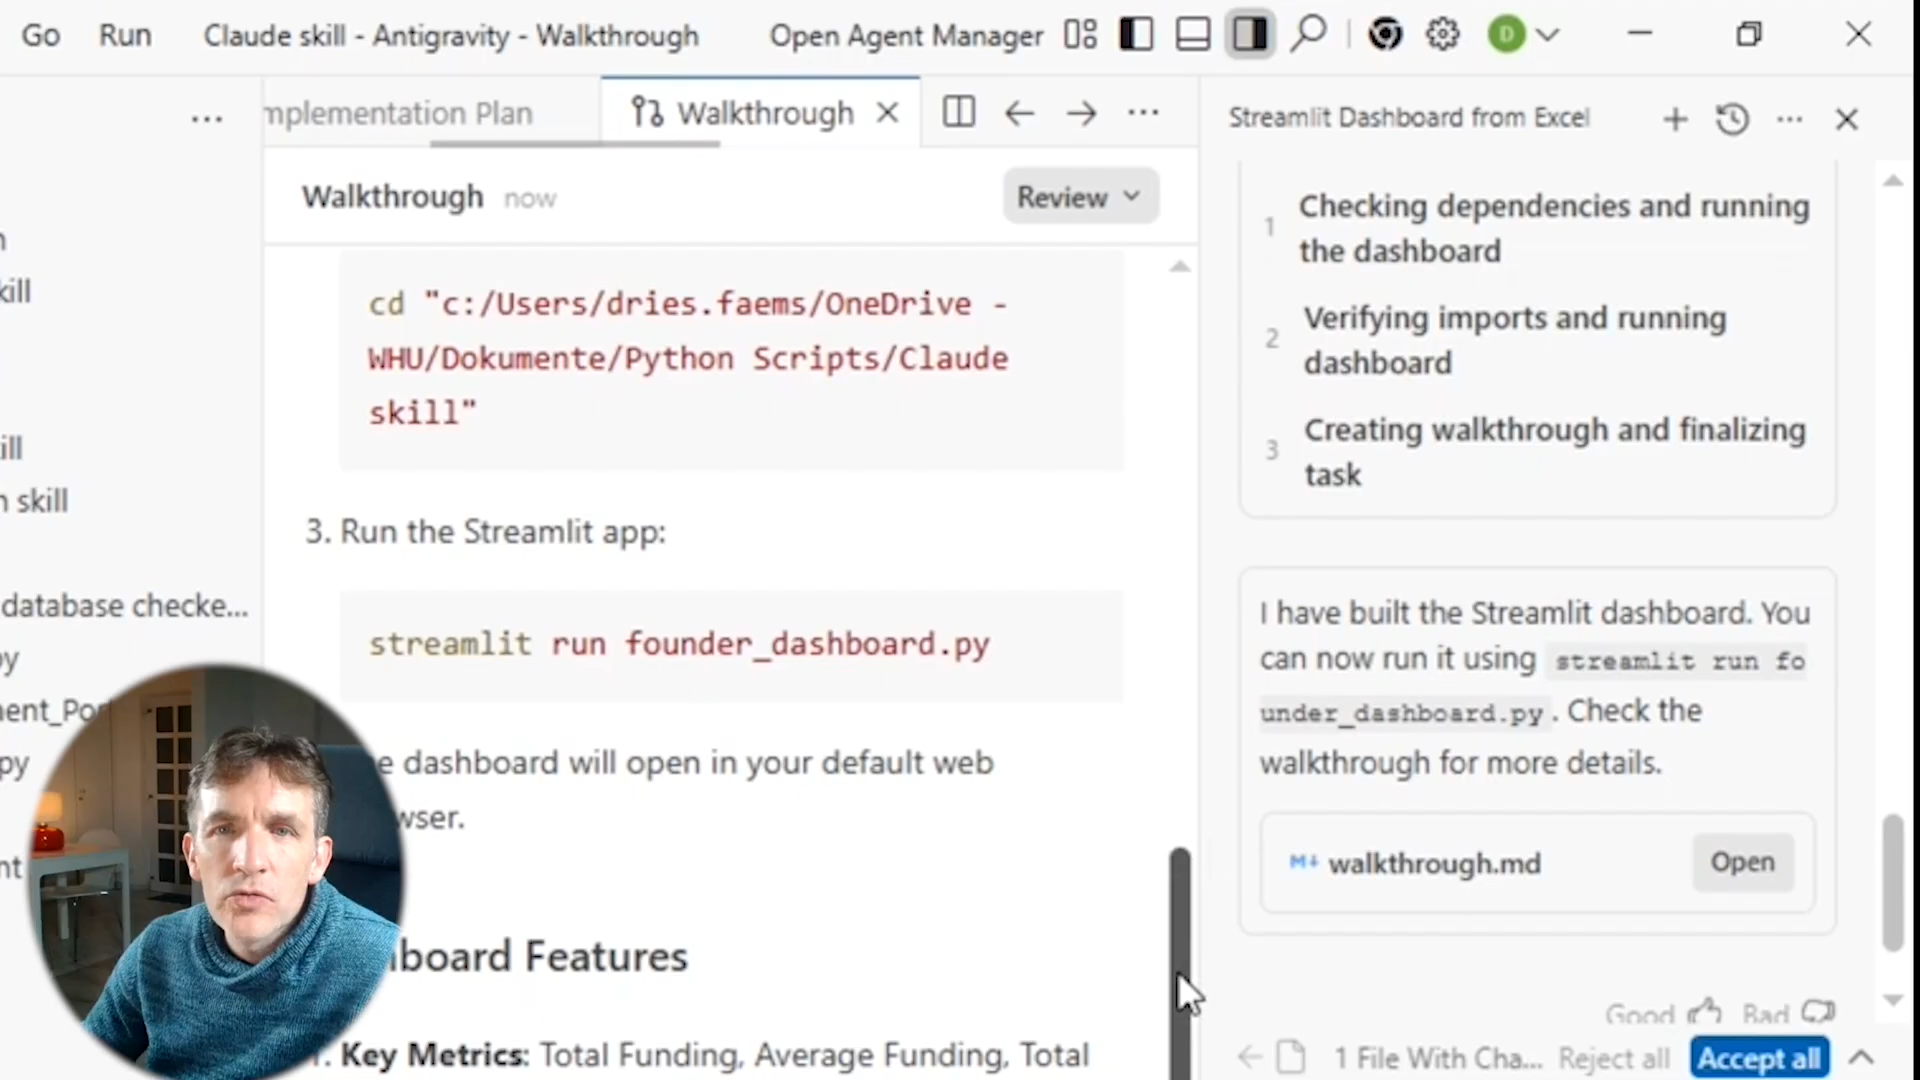 Go Run Claude skill - Antigravity - Walkthrough Open Agent Manager D
mplementation Plan
Walkthrough
Walkthrough now
Review
cd "c:/Users/dries.faems/OneDrive -
WHU/Dokumente/Python Scripts/Claude
skill"
3. Run the Streamlit app:
streamlit run founder_dashboard.py
e dashboard will open in your default web
wser.
board Features
1. Key Metrics: Total Funding, Average Funding, Total
n
kill
ill
n skill
database checke...
py
nent_Po
py
nt
Streamlit Dashboard from Excel
1 Checking dependencies and running
the dashboard
2 Verifying imports and running
dashboard
3 Creating walkthrough and finalizing
task
I have built the Streamlit dashboard. You
can now run it using streamlit run fo
under_dashboard.py. Check the
walkthrough for more details.
walkthrough.md
Open
Good Bad
1 File With Cha... Reject all Accept all